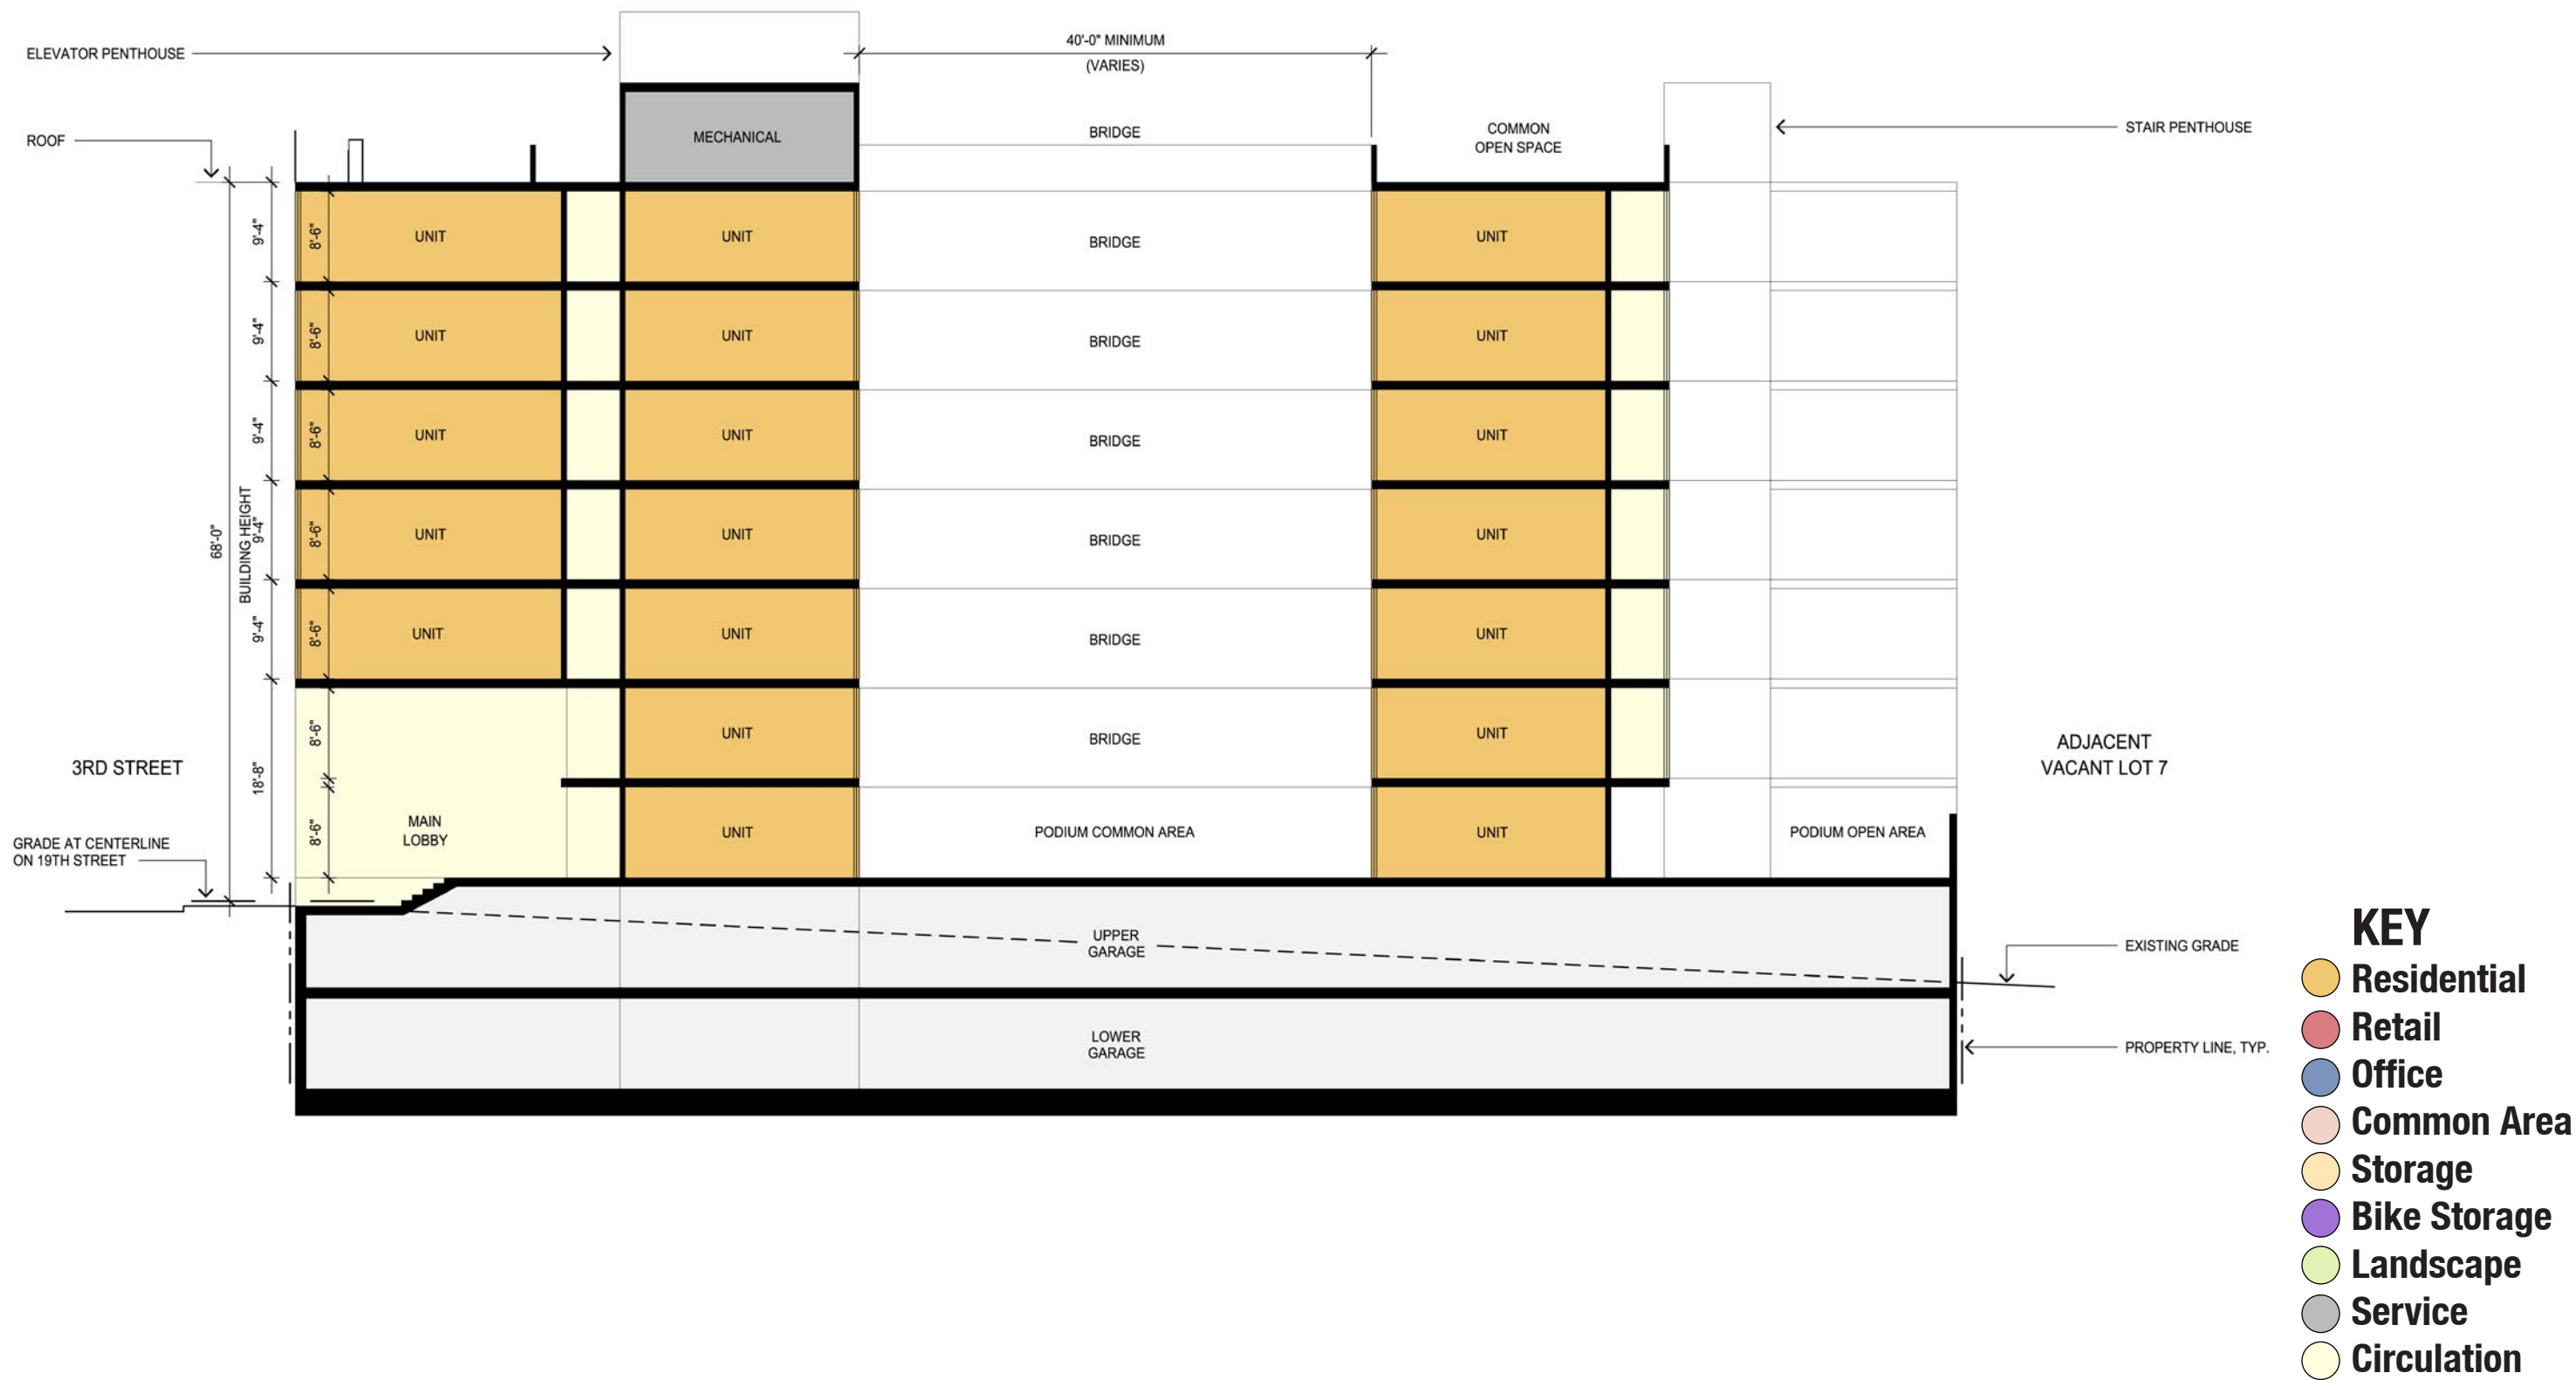 ELEVATOR PENTHOUSE
40'-0" MINIMUM
(VARIES)
ROOF
MECHANICAL
BRIDGE
COMMON
OPEN SPACE
STAIR PENTHOUSE
9'-4"
8'-6"
UNIT
UNIT
BRIDGE
UNIT
9'-4"
8'-6"
UNIT
UNIT
BRIDGE
UNIT
9'-4"
8'-6"
UNIT
UNIT
BRIDGE
UNIT
68'-0"
BUILDING HEIGHT
9'-4"
8'-6"
UNIT
UNIT
BRIDGE
UNIT
9'-4"
8'-6"
UNIT
UNIT
BRIDGE
UNIT
8'-6"
UNIT
BRIDGE
UNIT
3RD STREET
18'-8"
ADJACENT
VACANT LOT 7
8'-6"
MAIN
LOBBY
UNIT
PODIUM COMMON AREA
UNIT
PODIUM OPEN AREA
GRADE AT CENTERLINE
ON 19TH STREET
UPPER
GARAGE
EXISTING GRADE
LOWER
GARAGE
PROPERTY LINE, TYP.
KEY
Residential
Retail
Office
Common Area
Storage
Bike Storage
Landscape
Service
Circulation